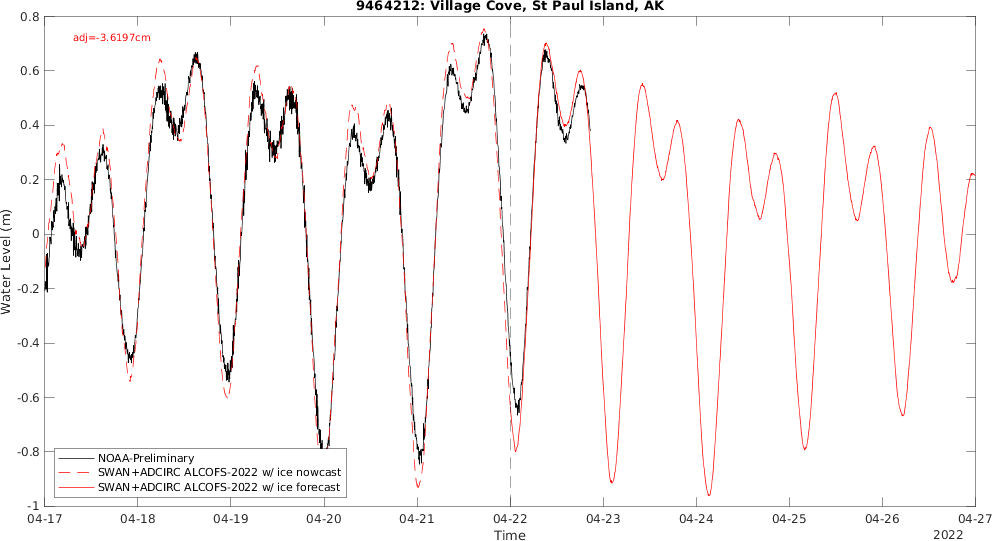 9464212: Village Cove, St Paul Island, AK
adj=-3.6197cm
0.8
0.6
0.4
0.2
0
-0.2
-0.4
-0.6
-0.8
-1
Water Level (m)
NOAA-Preliminary
SWAN+ADCIRC ALCOFS-2022 w/ ice nowcast
SWAN+ADCIRC ALCOFS-2022 w/ ice forecast
04-17 04-18 04-19 04-20 04-21 04-22 04-23 04-24 04-25 04-26 04-27
Time
2022